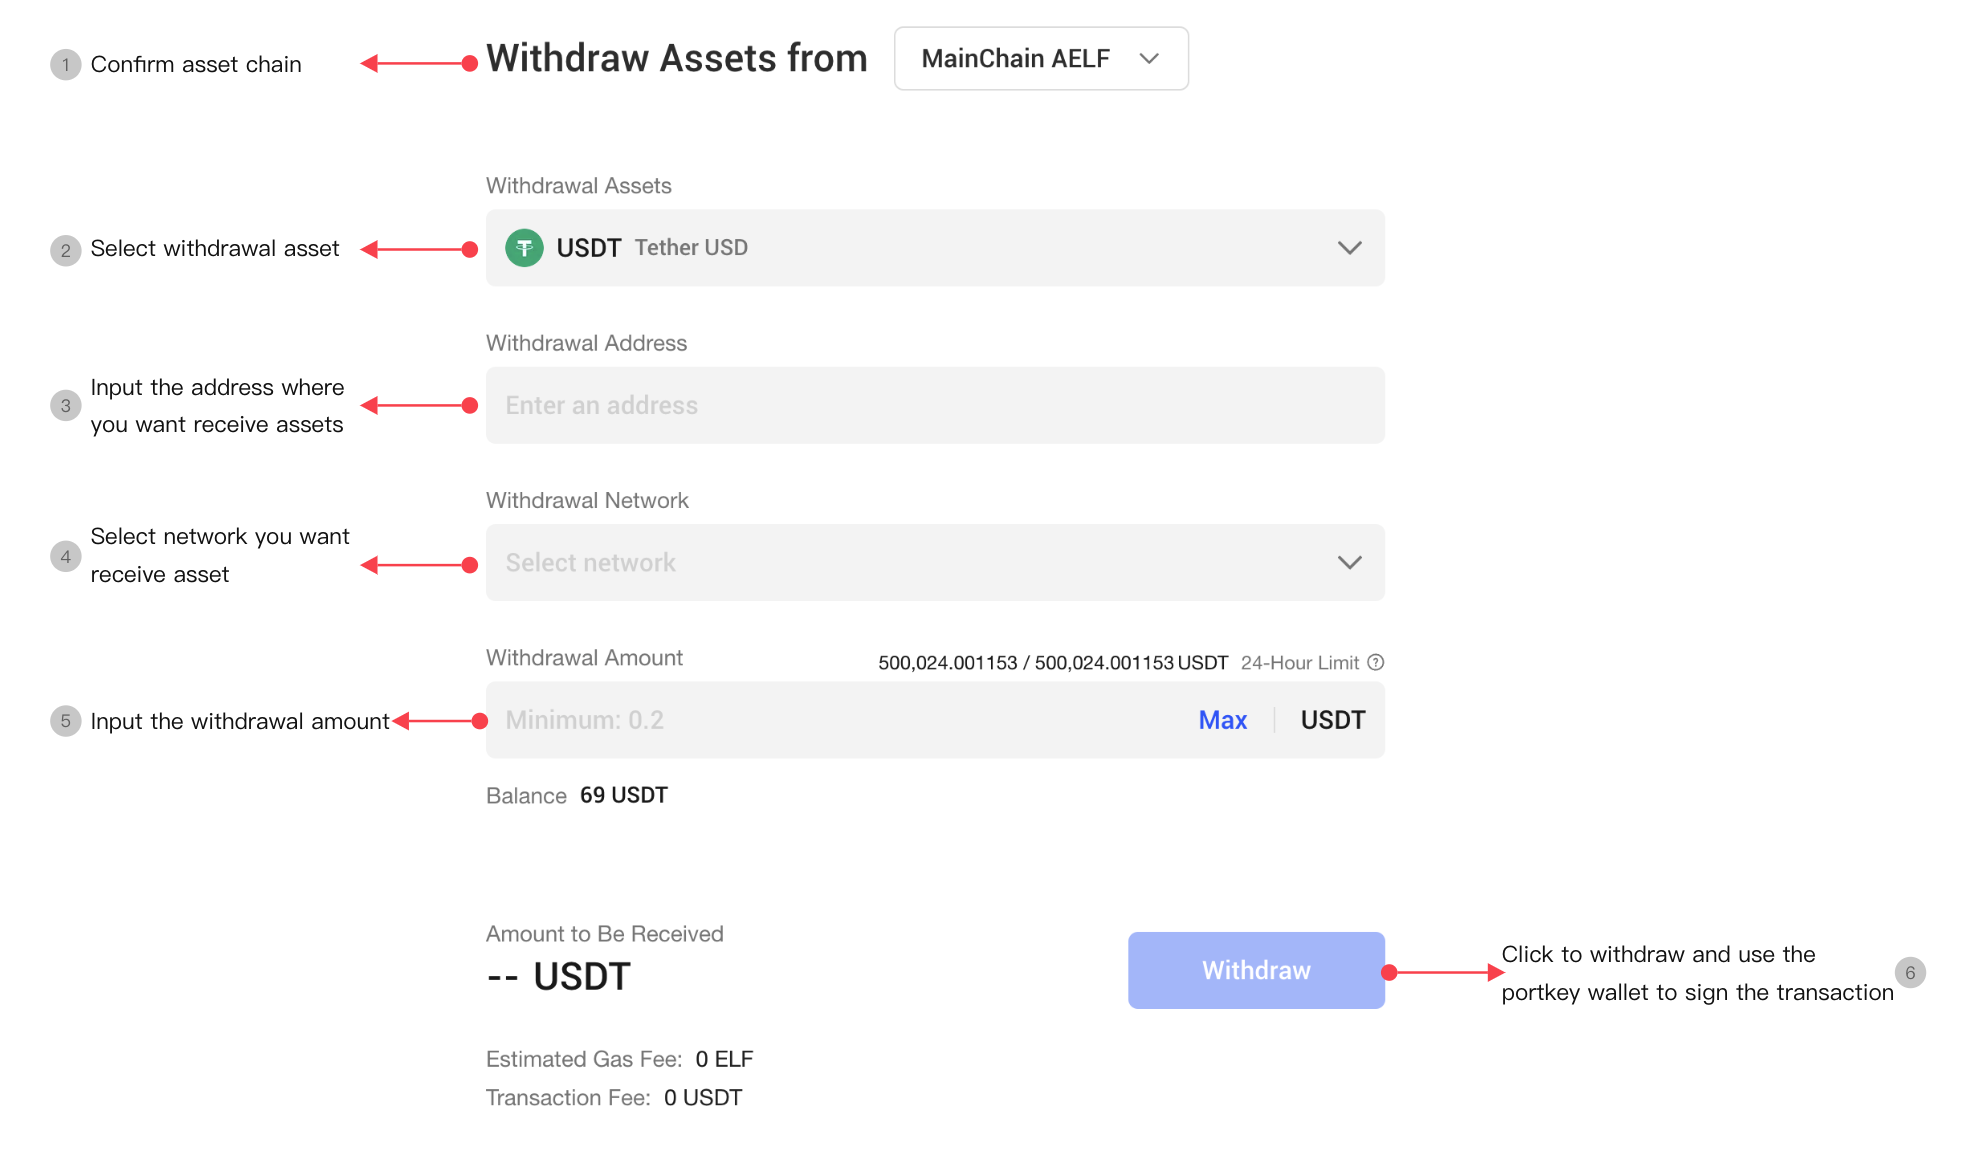 1 Confirm asset chain
Withdraw Assets from
MainChain AELF
Withdrawal Assets
2 Select withdrawal asset
USDT Tether USD
Withdrawal Address
3 Input the address where
you want receive assets
Enter an address
Withdrawal Network
4 Select network you want
receive asset
Select network
Withdrawal Amount
500,024.001153 / 500,024.001153 USDT 24-Hour Limit ?
5 Input the withdrawal amount
Minimum: 0.2
Max
USDT
Balance 69 USDT
Amount to Be Received
-- USDT
Withdraw
Click to withdraw and use the
portkey wallet to sign the transaction 6
Estimated Gas Fee: 0 ELF
Transaction Fee: 0 USDT